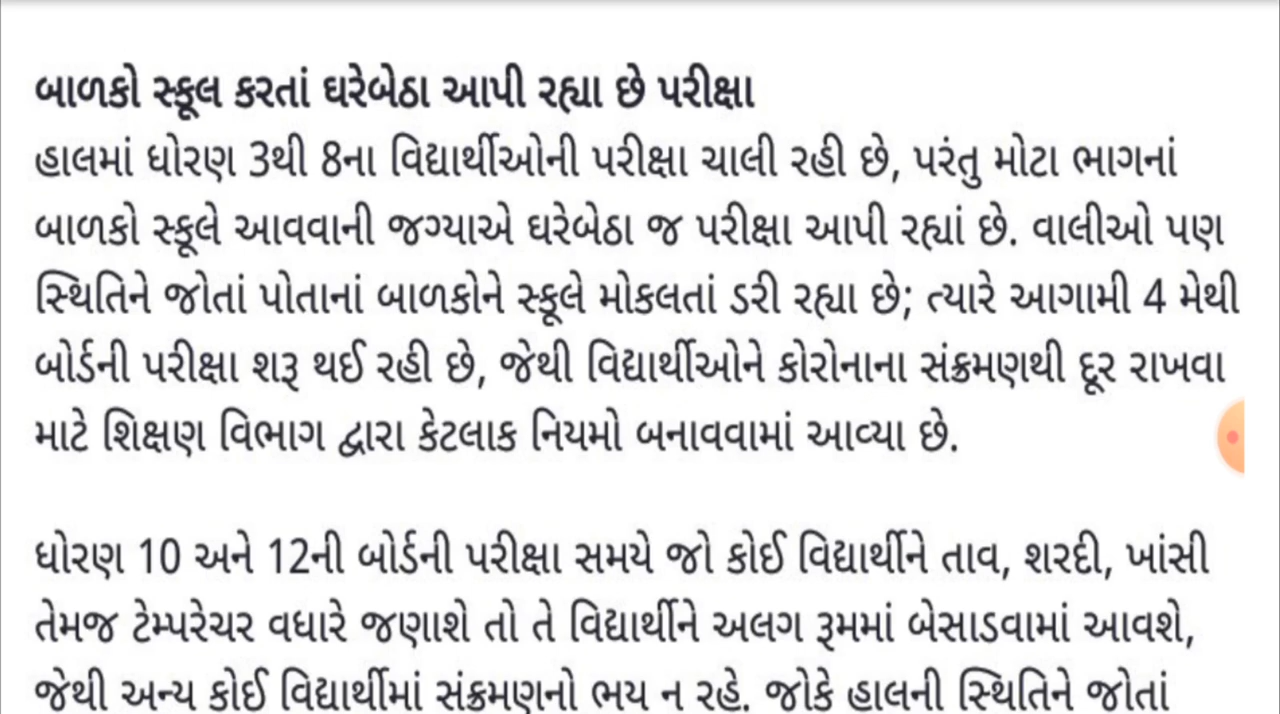 બાળકો સ્કૂલ કરતાં ઘરેબેઠા આપી રહ્યા છે પરીક્ષા
હાલમાં ધોરણ 3થી 8ના વિદ્યાર્થીઓની પરીક્ષા ચાલી રહી છે, પરંતુ મોટા ભાગનાં
બાળકો સ્કૂલે આવવાની જગ્યાએ ઘરેબેઠા જ પરીક્ષા આપી રહ્યાં છે. વાલીઓ પણ
સ્થિતિને જોતાં પોતાનાં બાળકોને સ્કૂલે મોકલતાં ડરી રહ્યા છે; ત્યારે આગામી 4 મેથી
બોર્ડની પરીક્ષા શરૂ થઈ રહી છે, જેથી વિદ્યાર્થીઓને કોરોનાના સંક્રમણથી દૂર રાખવા
માટે શિક્ષણ વિભાગ દ્વારા કેટલાક નિયમો બનાવવામાં આવ્યા છે.
ધોરણ 10 અને 12ની બોર્ડની પરીક્ષા સમયે જો કોઈ વિદ્યાર્થીને તાવ, શરદી, ખાંસી
તેમજ ટેમ્પરેચર વધારે જણાશે તો તે વિદ્યાર્થીને અલગ રૂમમાં બેસાડવામાં આવશે,
જેથી અન્ય કોઈ વિદ્યાર્થીમાં સંક્રમણનો ભય ન રહે. જોકે હાલની સ્થિતિને જોતાં